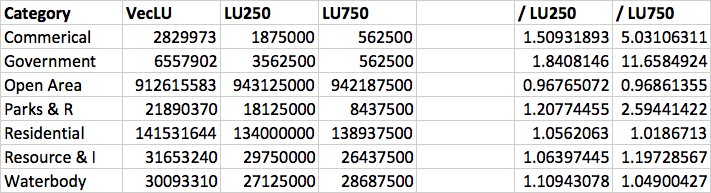 Category VecLU LU250 LU750 / LU250 / LU750
Commerical 2829973 1875000 562500 1.50931893 5.03106311
Government 6557902 3562500 562500 1.8408146 11.6584924
Open Area 912615583 943125000 942187500 0.96765072 0.96861355
Parks & R 21890370 18125000 8437500 1.20774455 2.59441422
Residential 141531644 134000000 138937500 1.0562063 1.0186713
Resource & I 31653240 29750000 26437500 1.06397445 1.19728567
Waterbody 30093310 27125000 28687500 1.10943078 1.04900427